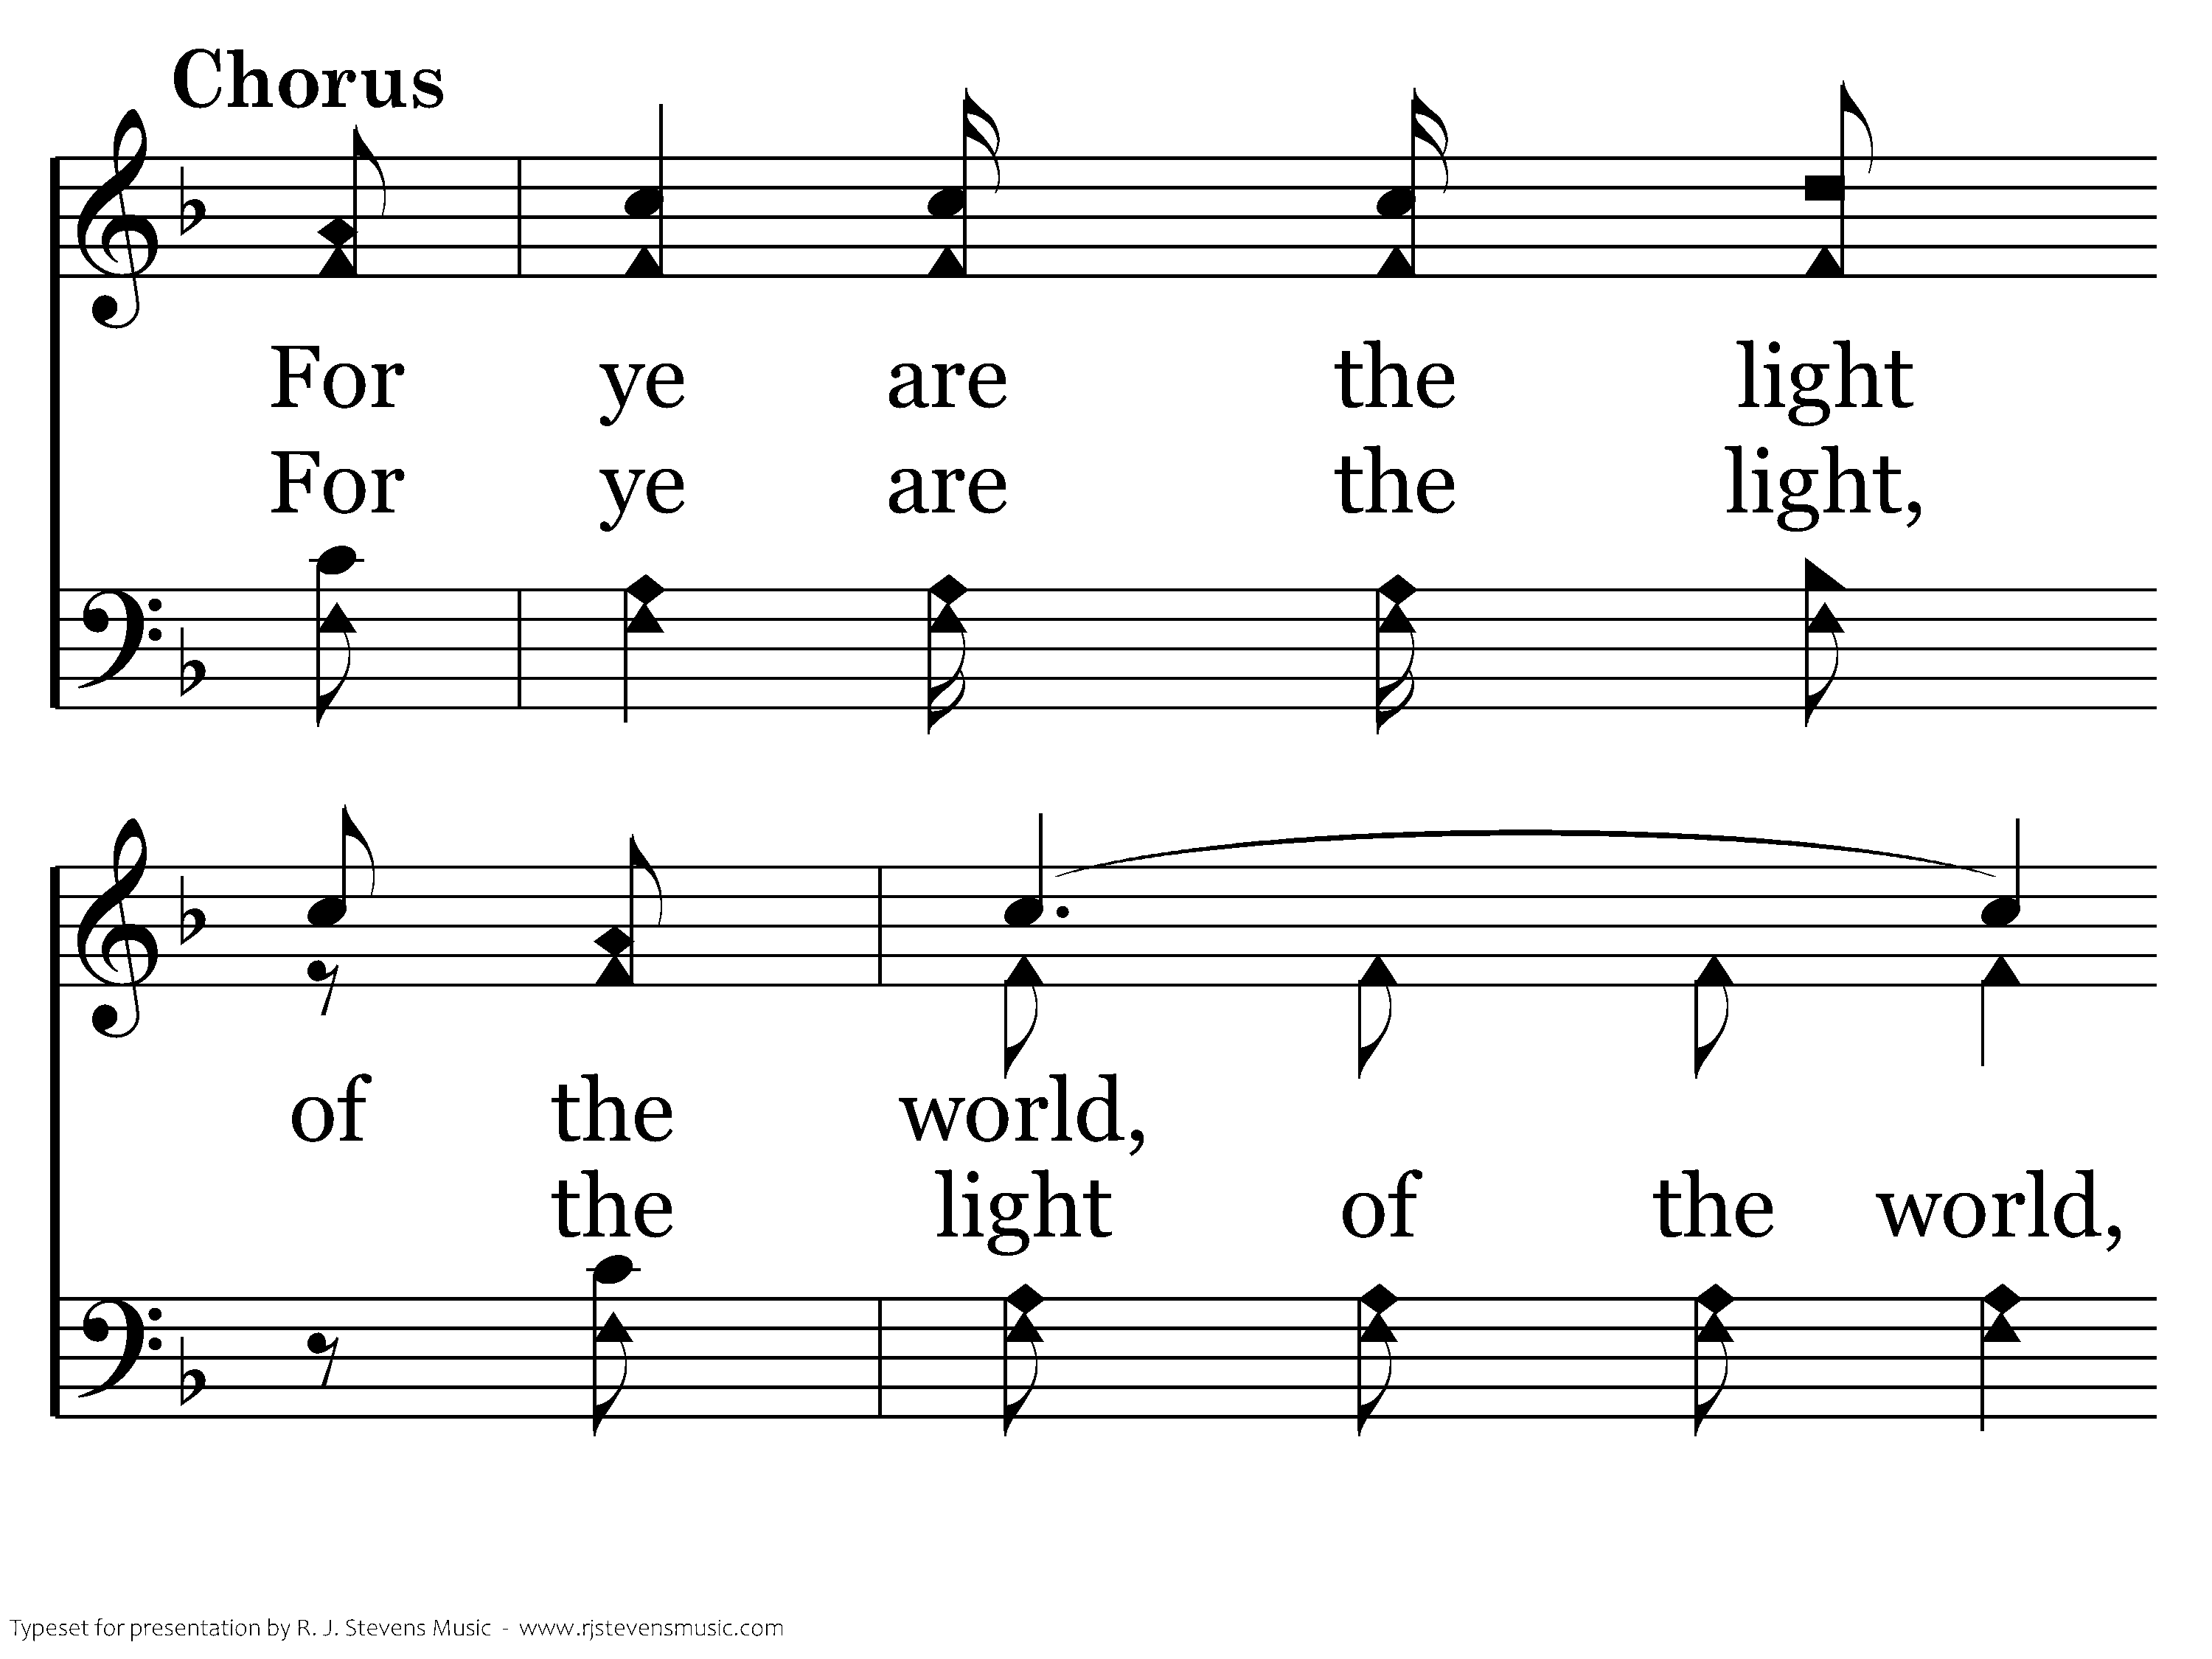 Chorus
For ye are the light
For ye are the light,
of the world,
the light of the world,
Typeset for presentation by R. J. Stevens Music - www.rjstevensmusic.com